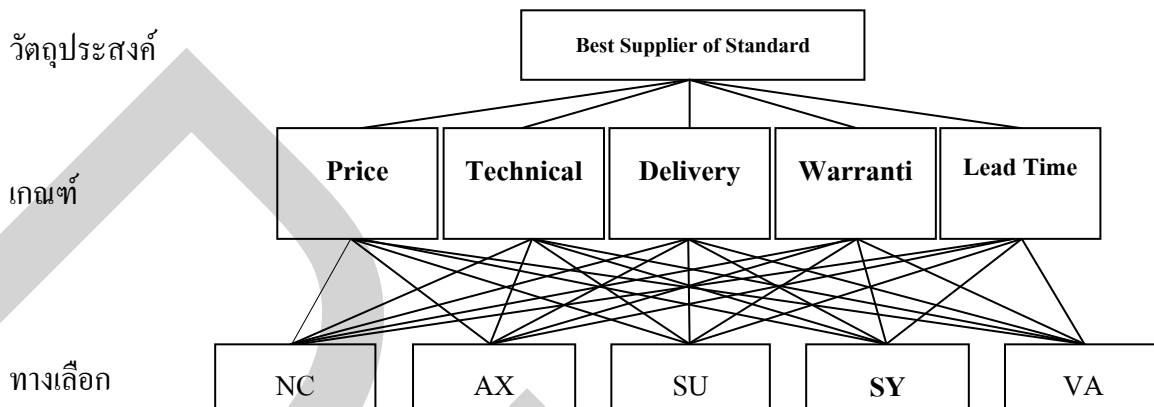 วัตถุประสงค์
Best Supplier of Standard
เกณฑ์
Price
Technical
Delivery
Warranti
Lead Time
ทางเลือก
NC
AX
SU
SY
VA